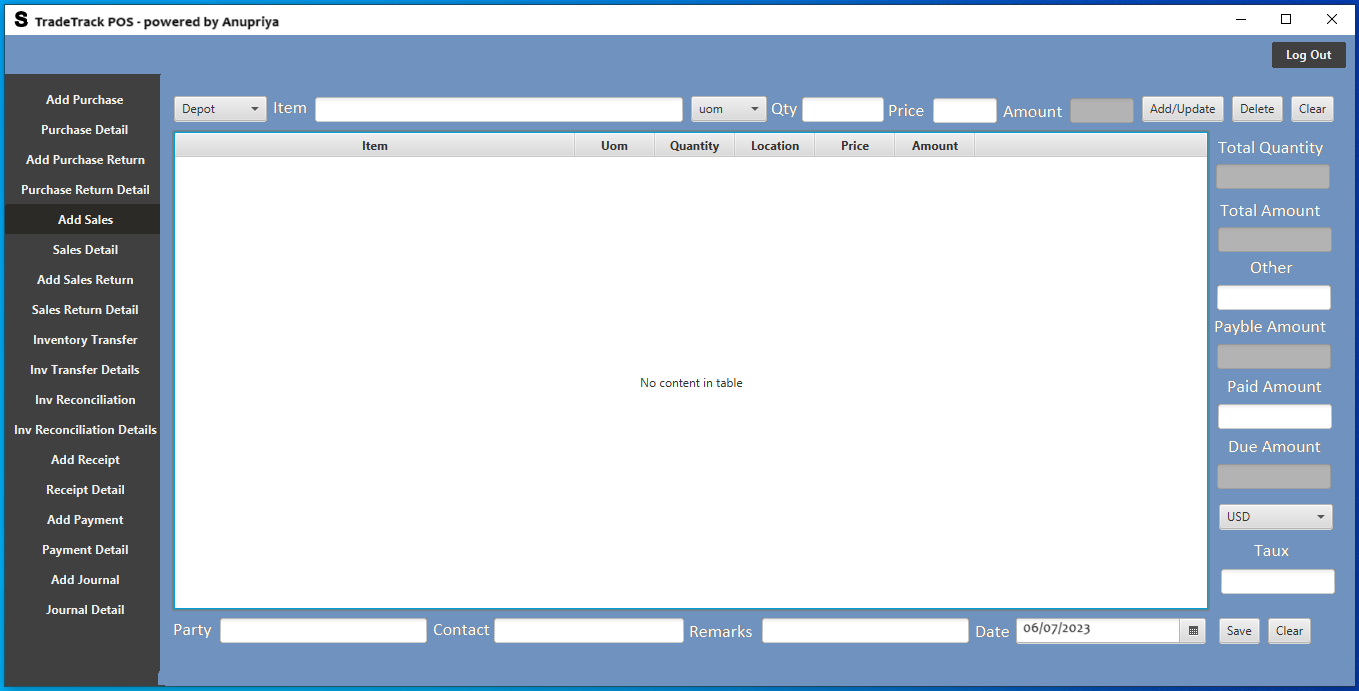 S TradeTrack POS - powered by Anupriya
Log Out
Add Purchase
Purchase Detail
Add Purchase Return
Purchase Return Detail
Add Sales
Sales Detail
Add Sales Return
Sales Return Detail
Inventory Transfer
Inv Transfer Details
Inv Reconciliation
Inv Reconciliation Details
Add Receipt
Receipt Detail
Add Payment
Payment Detail
Add Journal
Journal Detail
Depot Item uom Qty Price Amount Add/Update Delete Clear
Item Uom Quantity Location Price Amount
No content in table
Total Quantity
Total Amount
Other
Payble Amount
Paid Amount
Due Amount
USD
Taux
Party Contact Remarks Date 06/07/2023 Save Clear